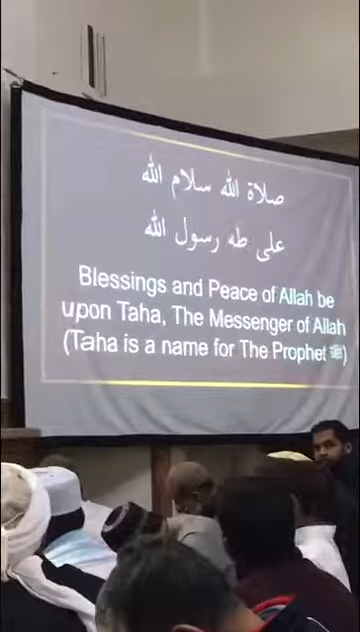 صلاة الله سلام الله
على طه رسول الله
Blessings and Peace of Allah be
upon Taha, The Messenger of Allah
(Taha is a name for The Prophet ﷺ)